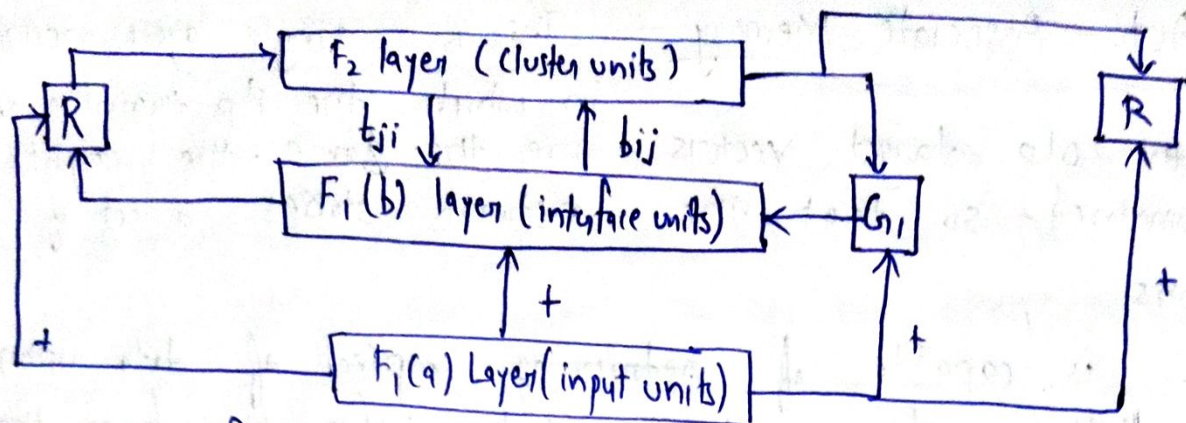 F2 layer (cluster units)
R
R
tji
bij
F1(b) layer (interface units)
G1
+
+
+
+
F1(a) Layer (input units)